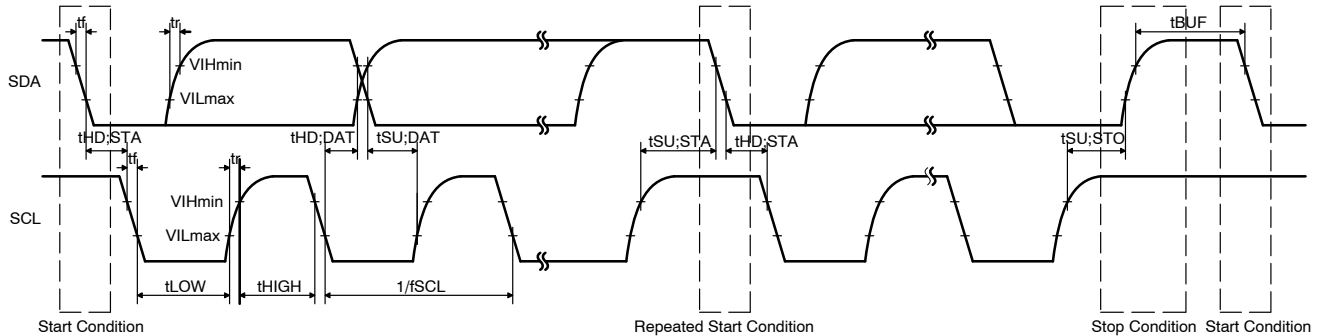 tf
tr
tBUF
SDA
VIHmin
VILmax
tHD;STA
tHD;DAT
tSU;DAT
tSU;STA
tHD;STA
tSU;STO
tf
tr
SCL
VIHmin
VILmax
tLOW
tHIGH
1/fSCL
Start Condition
Repeated Start Condition
Stop Condition
Start Condition